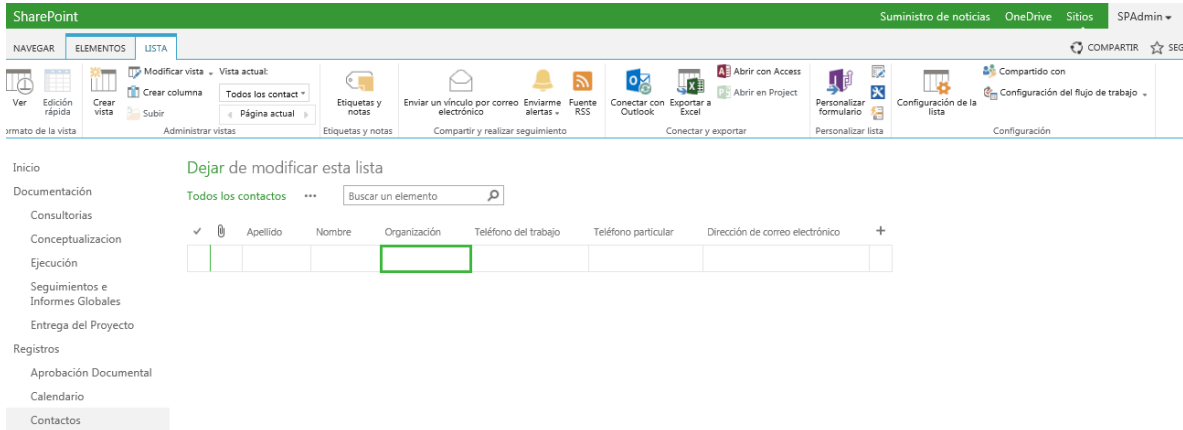 SharePoint
Suministro de noticias OneDrive Sitios SPAdmin
NAVEGAR ELEMENTOS LISTA
COMPARTIR SEG
Ver
Edición rápida
Crear vista
Modificar vista
Crear columna
Subir
Vista actual:
Todos los contact
Página actual
Etiquetas y notas
Enviar un vínculo por correo electrónico
Enviarme alertas
Fuente RSS
Conectar con Outlook
Exportar a Excel
Abrir con Access
Abrir en Project
Personalizar formulario
Configuración de la lista
Compartido con
Configuración del flujo de trabajo
ormato de la vista
Administrar vistas
Etiquetas y notas
Compartir y realizar seguimiento
Conectar y exportar
Personalizar lista
Configuración
Inicio
Documentación
Consultorias
Conceptualizacion
Ejecución
Seguimientos e
Informes Globales
Entrega del Proyecto
Registros
Aprobación Documental
Calendario
Contactos
Dejar de modificar esta lista
Todos los contactos ••• Buscar un elemento
Apellido Nombre Organización Teléfono del trabajo Teléfono particular Dirección de correo electrónico +